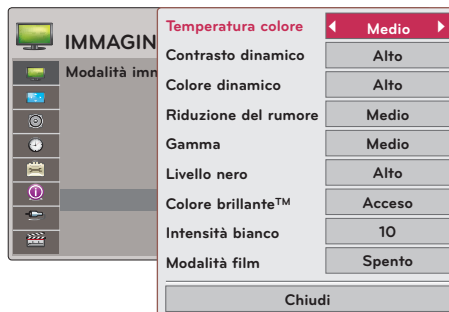 IMMAGIN
Modalità imm
Temperatura colore Medio
Contrasto dinamico Alto
Colore dinamico Alto
Riduzione del rumore Medio
Gamma Medio
Livello nero Alto
Colore brillante™ Acceso
Intensità bianco 10
Modalità film Spento
Chiudi